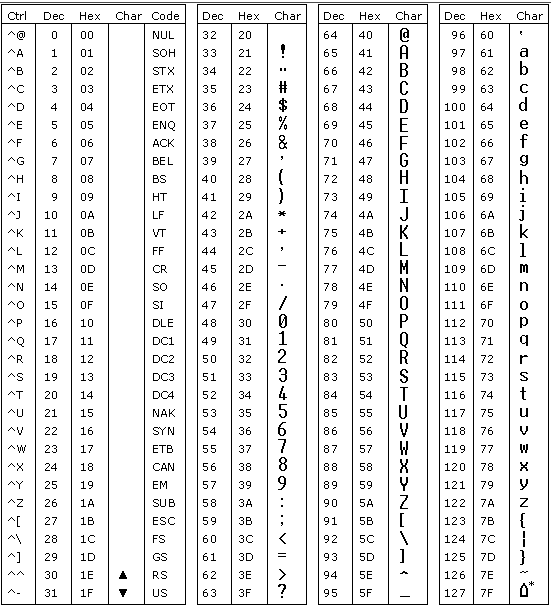 Ctrl Dec Hex Char Code Dec Hex Char Dec Hex Char Dec Hex Char
^@ 0 00 NUL 32 20 64 40 @ 96 60 `
^A 1 01 SOH 33 21 ! 65 41 A 97 61 a
^B 2 02 STX 34 22 " 66 42 B 98 62 b
^C 3 03 ETX 35 23 # 67 43 C 99 63 c
^D 4 04 EOT 36 24 $ 68 44 D 100 64 d
^E 5 05 ENQ 37 25 % 69 45 E 101 65 e
^F 6 06 ACK 38 26 & 70 46 F 102 66 f
^G 7 07 BEL 39 27 ' 71 47 G 103 67 g
^H 8 08 BS 40 28 ( 72 48 H 104 68 h
^I 9 09 HT 41 29 ) 73 49 I 105 69 i
^J 10 0A LF 42 2A * 74 4A J 106 6A j
^K 11 0B VT 43 2B + 75 4B K 107 6B k
^L 12 0C FF 44 2C , 76 4C L 108 6C l
^M 13 0D CR 45 2D - 77 4D M 109 6D m
^N 14 0E SO 46 2E . 78 4E N 110 6E n
^O 15 0F SI 47 2F / 79 4F O 111 6F o
^P 16 10 DLE 48 30 0 80 50 P 112 70 p
^Q 17 11 DC1 49 31 1 81 51 Q 113 71 q
^R 18 12 DC2 50 32 2 82 52 R 114 72 r
^S 19 13 DC3 51 33 3 83 53 S 115 73 s
^T 20 14 DC4 52 34 4 84 54 T 116 74 t
^U 21 15 NAK 53 35 5 85 55 U 117 75 u
^V 22 16 SYN 54 36 6 86 56 V 118 76 v
^W 23 17 ETB 55 37 7 87 57 W 119 77 w
^X 24 18 CAN 56 38 8 88 58 X 120 78 x
^Y 25 19 EM 57 39 9 89 59 Y 121 79 y
^Z 26 1A SUB 58 3A : 90 5A Z 122 7A z
^[ 27 1B ESC 59 3B ; 91 5B [ 123 7B {
^\ 28 1C FS 60 3C < 92 5C \ 124 7C ¦
^] 29 1D GS 61 3D = 93 5D ] 125 7D }
^^ 30 1E ▲ RS 62 3E > 94 5E ^ 126 7E ~
^- 31 1F ▼ US 63 3F ? 95 5F _ 127 7F ⌂*